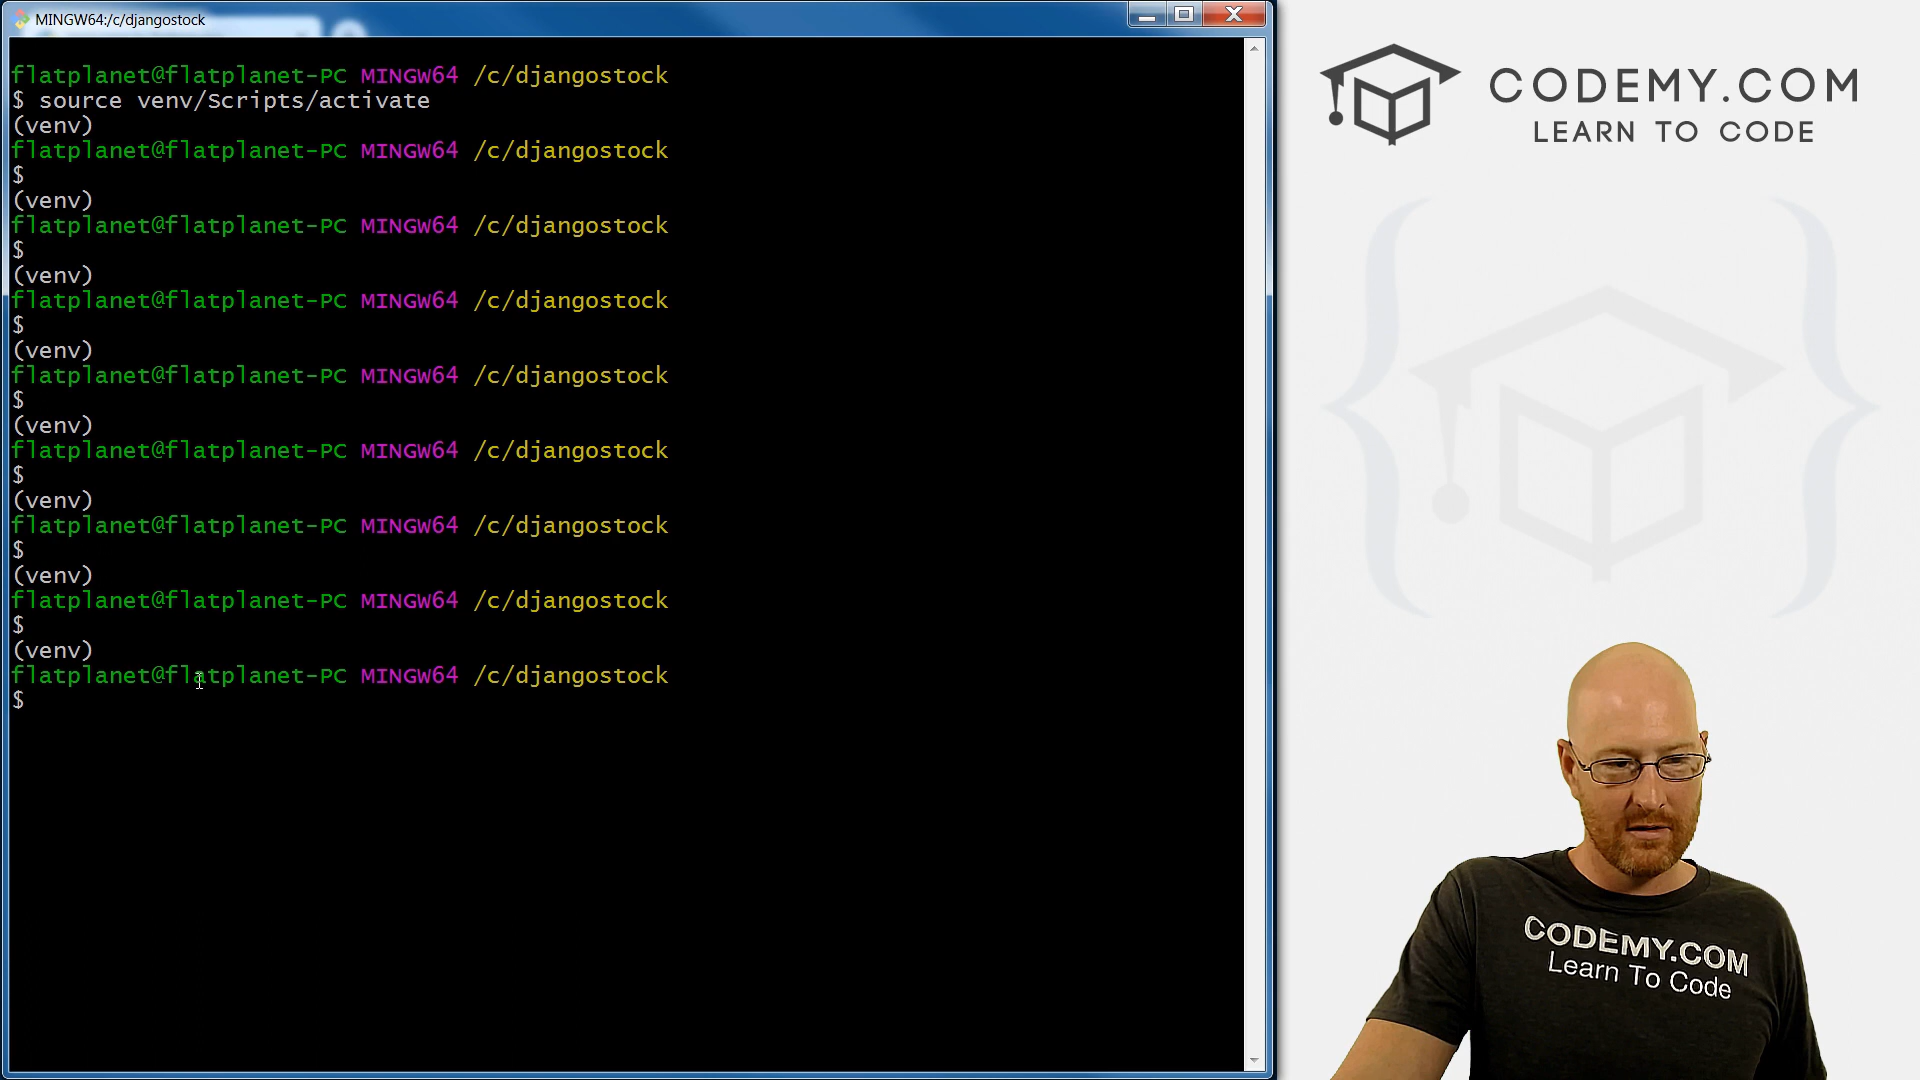 MINGW64:/c/djangostock
flatplanet@flatplanet-PC MINGW64 /c/djangostock
$ source venv/Scripts/activate
(venv)
flatplanet@flatplanet-PC MINGW64 /c/djangostock
$
(venv)
flatplanet@flatplanet-PC MINGW64 /c/djangostock
$
(venv)
flatplanet@flatplanet-PC MINGW64 /c/djangostock
$
(venv)
flatplanet@flatplanet-PC MINGW64 /c/djangostock
$
(venv)
flatplanet@flatplanet-PC MINGW64 /c/djangostock
$
(venv)
flatplanet@flatplanet-PC MINGW64 /c/djangostock
$
(venv)
flatplanet@flatplanet-PC MINGW64 /c/djangostock
$
(venv)
flatplanet@flatplanet-PC MINGW64 /c/djangostock
$
CODEMY.COM
LEARN TO CODE
CODEMY.COM
Learn To Code